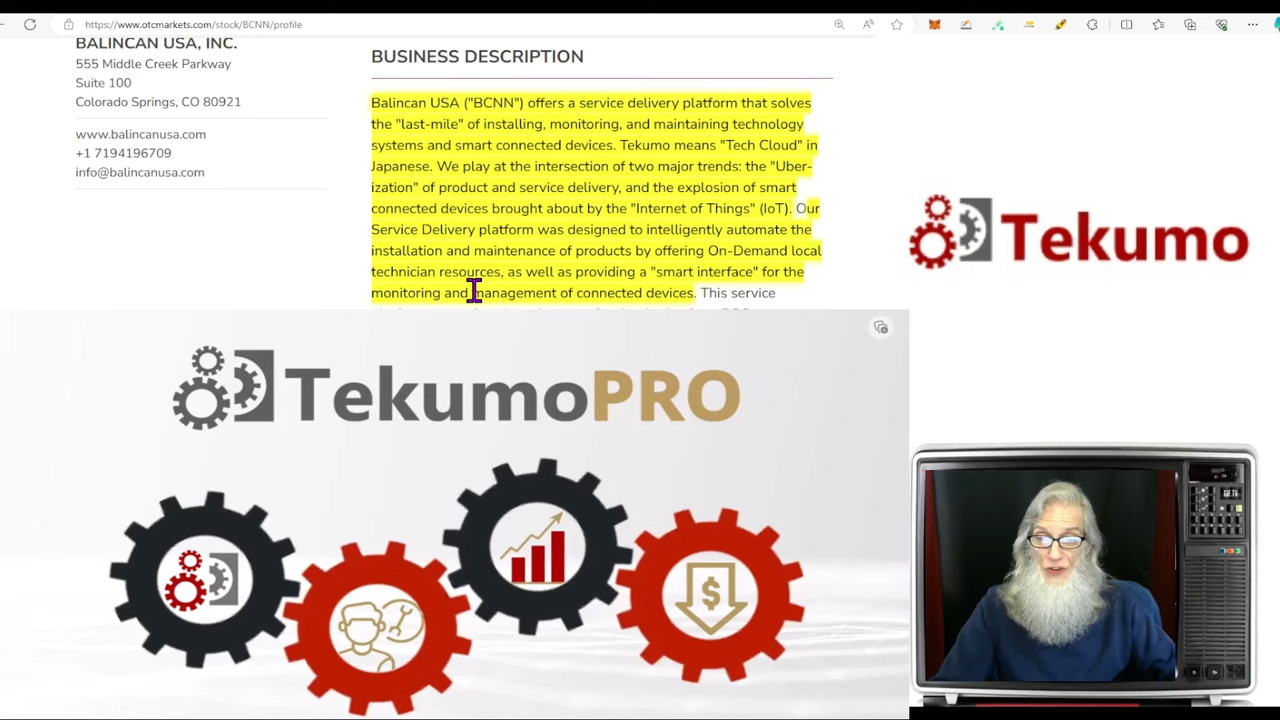 https://www.otcmarkets.com/stock/BCNN/profile
BALINCAN USA, INC.
555 Middle Creek Parkway
Suite 100
Colorado Springs, CO 80921
www.balincanusa.com
+1 7194196709
info@balincanusa.com
BUSINESS DESCRIPTION
Balincan USA ("BCNN") offers a service delivery platform that solves
the "last-mile" of installing, monitoring, and maintaining technology
systems and smart connected devices. Tekumo means "Tech Cloud" in
Japanese. We play at the intersection of two major trends: the "Uber-
ization" of product and service delivery, and the explosion of smart
connected devices brought about by the "Internet of Things" (IoT). Our
Service Delivery platform was designed to intelligently automate the
installation and maintenance of products by offering On-Demand local
technician resources, as well as providing a "smart interface" for the
monitoring and management of connected devices. This service
Tekumo
TekumoPRO
$
GIF.TV